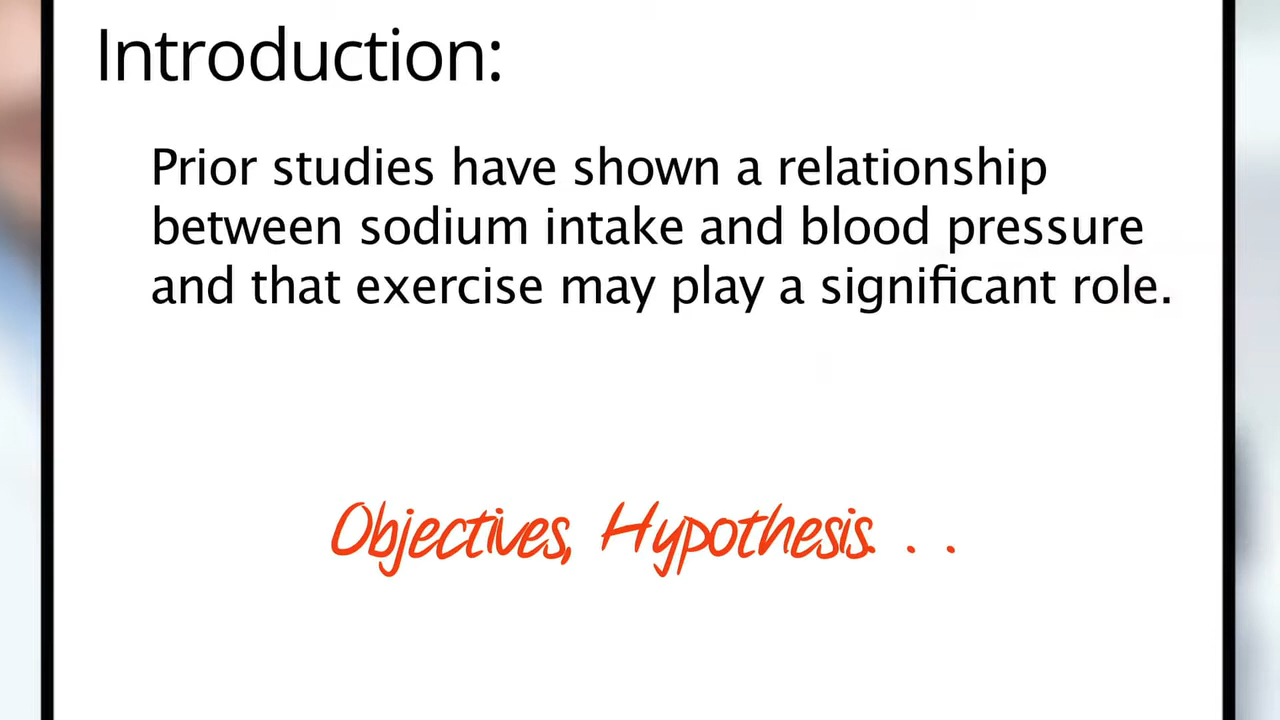 Introduction:
Prior studies have shown a relationship
between sodium intake and blood pressure
and that exercise may play a significant role.
Objectives, Hypothesis. . .